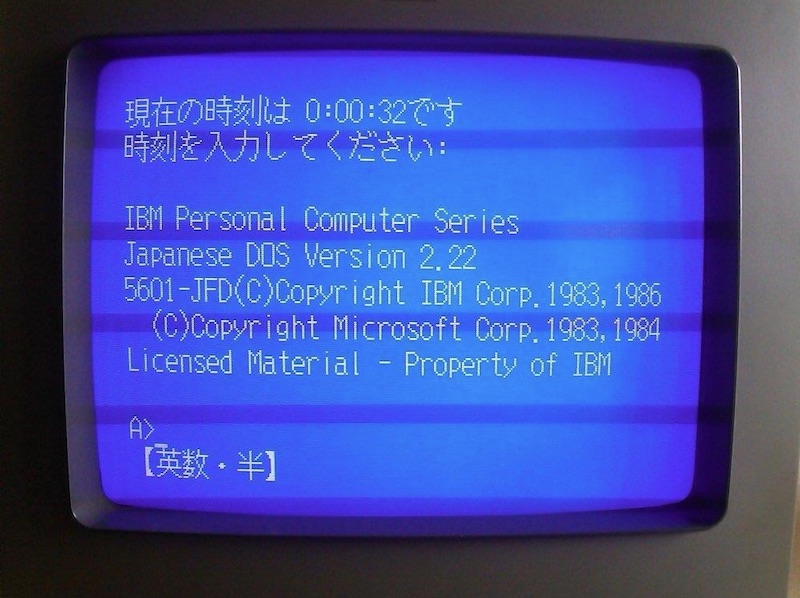 現在の時刻は 0:00:32です
時刻を入力してください:
IBM Personal Computer Series
Japanese DOS Version 2.22
5601-JFD(C)Copyright IBM Corp.1983,1986
(C)Copyright Microsoft Corp.1983,1984
Licensed Material - Property of IBM
A>
【英数・半】